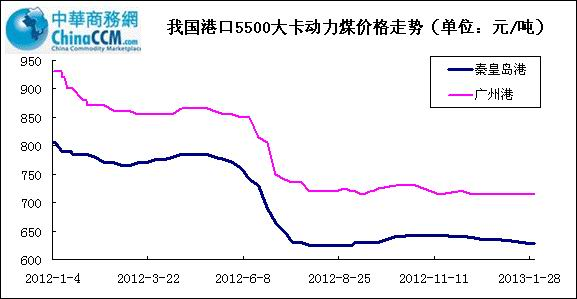 中華商務網
ChinaCCM.com
China Commodity Marketplace
我国港口5500大卡动力煤价格走势（单位：元/吨）
秦皇岛港
广州港
950
900
850
800
750
700
650
600
2012-1-4
2012-3-22
2012-6-8
2012-8-25
2012-11-11
2013-1-28